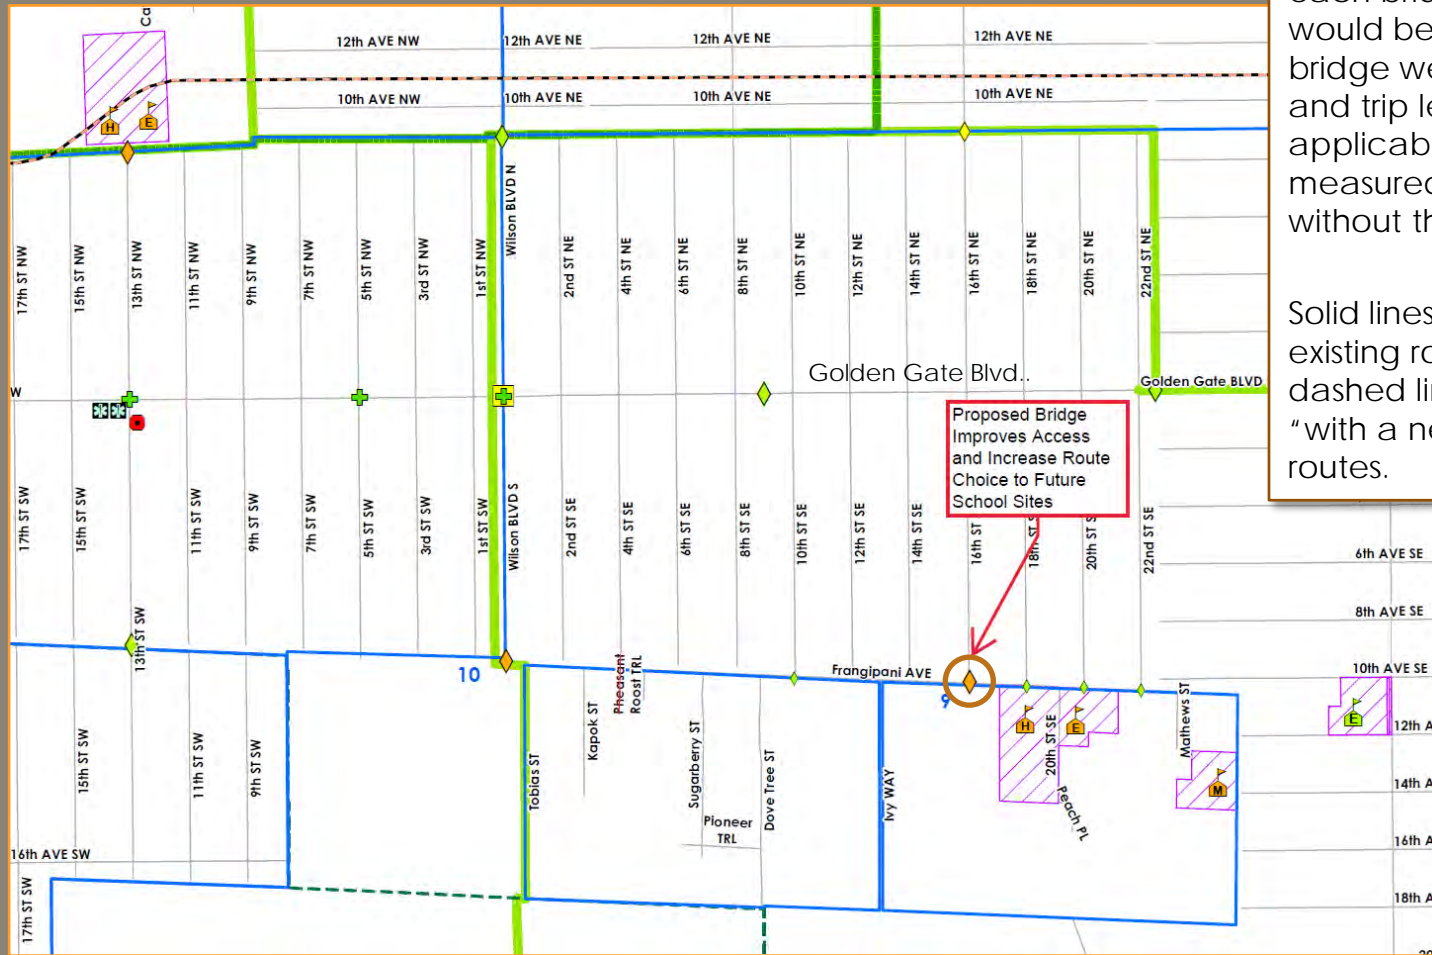 Ca
12th AVE NW
12th AVE NE
12th AVE NE
12th AVE NE
10th AVE NW
10th AVE NE
10th AVE NE
10th AVE NE
H
E
would be
bridge we
and trip le
applicab
measured
without th
Solid lines
existing ro
dashed li
“with a ne
routes.
17th ST NW
15th ST NW
13th ST NW
11th ST NW
9th ST NW
7th ST NW
5th ST NW
3rd ST NW
1st ST NW
Wilson BLVD N
2nd ST NE
4th ST NE
6th ST NE
8th ST NE
10th ST NE
12th ST NE
14th ST NE
16th ST NE
18th ST NE
20th ST NE
22nd ST NE
W
Golden Gate Blvd..
Golden Gate BLVD
Proposed Bridge
Improves Access
and Increase Route
Choice to Future
School Sites
17th ST SW
15th ST SW
11th ST SW
9th ST SW
7th ST SW
5th ST SW
3rd ST SW
1st ST SW
Wilson BLVD S
2nd ST SE
4th ST SE
6th ST SE
8th ST SE
10th ST SE
12th ST SE
14th ST SE
16th ST
18th ST S
20th ST S
22nd ST SE
6th AVE SE
8th AVE SE
10th AVE SE
12th A
14th A
16th A
18th A
13th ST SW
10
Pheasant
Roost TRL
Frangipani AVE
9
H
E
20th ST SE
Mathews ST
E
M
Peach PL
15th ST SW
11th ST SW
9th ST SW
Tobias ST
Kapok ST
Sugarberry ST
Dove Tree ST
Pioneer
TRL
Ivy WAY
16th AVE SW
17th ST SW